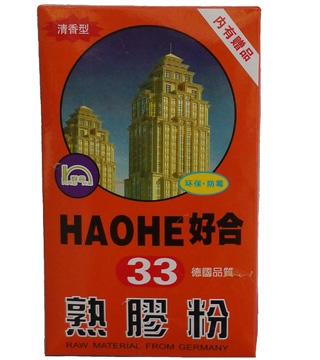 清香型
内有赠品
环保·防霉
HAOHE好合
33 德國品質
熟膠粉
RAW MATERIAL FROM GERMANY